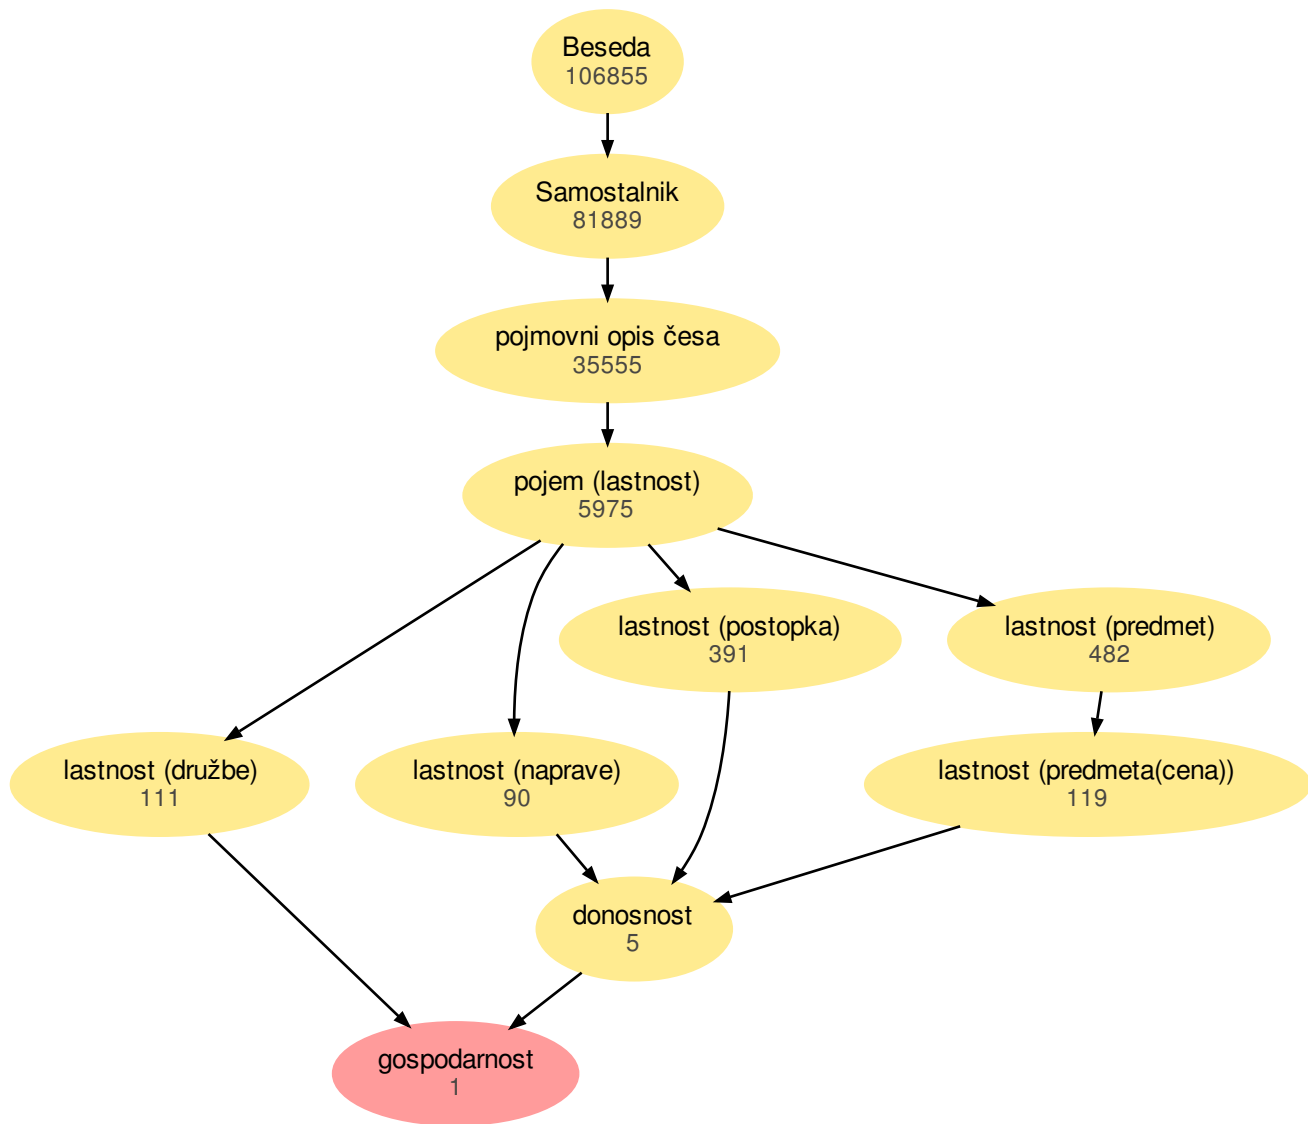 Beseda
106855
Samostalnik
81889
pojmovni opis česa
35555
pojem (lastnost)
5975
lastnost (postopka)
391
lastnost (predmet)
482
lastnost (družbe)
111
lastnost (naprave)
90
lastnost (predmeta(cena))
119
donosnost
5
gospodarnost
1